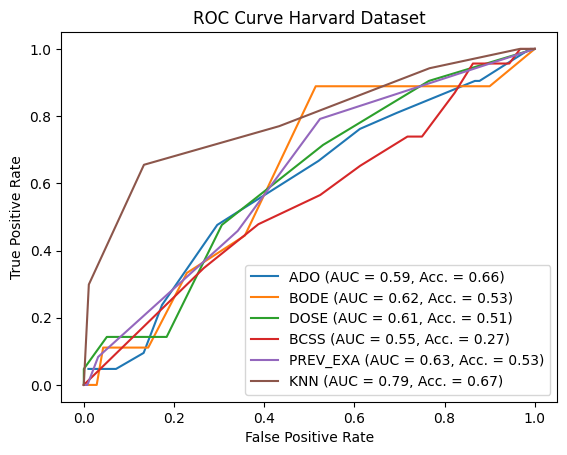 ROC Curve Harvard Dataset
True Positive Rate
1.0
0.8
0.6
0.4
0.2
0.0
ADO (AUC = 0.59, Acc. = 0.66)
BODE (AUC = 0.62, Acc. = 0.53)
DOSE (AUC = 0.61, Acc. = 0.51)
BCSS (AUC = 0.55, Acc. = 0.27)
PREV_EXA (AUC = 0.63, Acc. = 0.53)
KNN (AUC = 0.79, Acc. = 0.67)
0.0 0.2 0.4 0.6 0.8 1.0
False Positive Rate